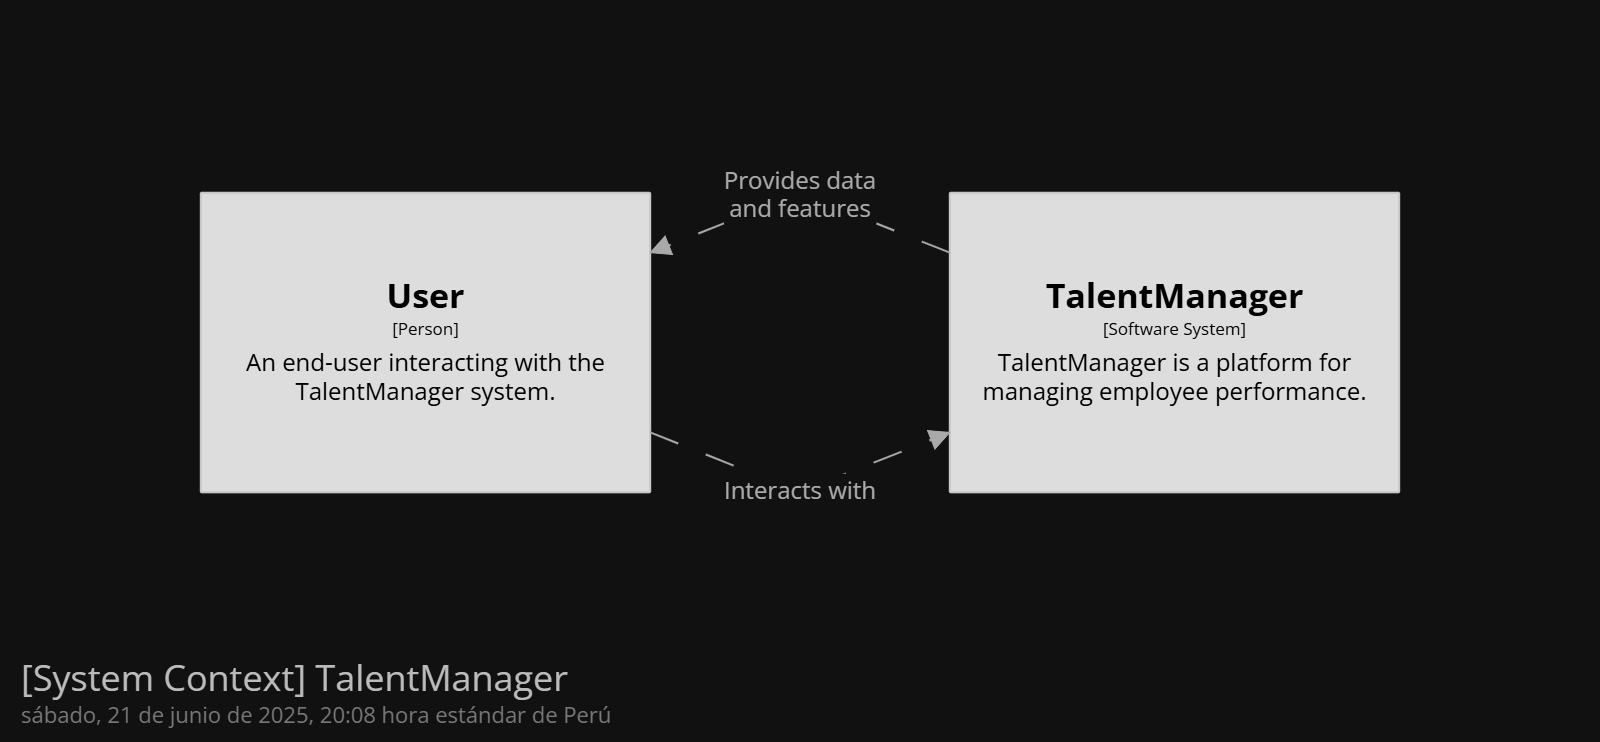 Provides data
and features
User
[Person]
An end-user interacting with the
TalentManager system.
TalentManager
[Software System]
TalentManager is a platform for
managing employee performance.
Interacts with
[System Context] TalentManager
sábado, 21 de junio de 2025, 20:08 hora estándar de Perú